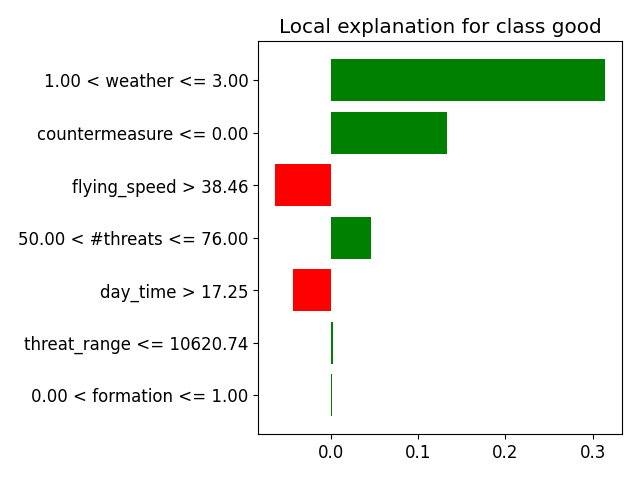 Local explanation for class good
1.00 < weather <= 3.00
countermeasure <= 0.00
flying_speed > 38.46
50.00 < #threats <= 76.00
day_time > 17.25
threat_range <= 10620.74
0.00 < formation <= 1.00
0.0 0.1 0.2 0.3